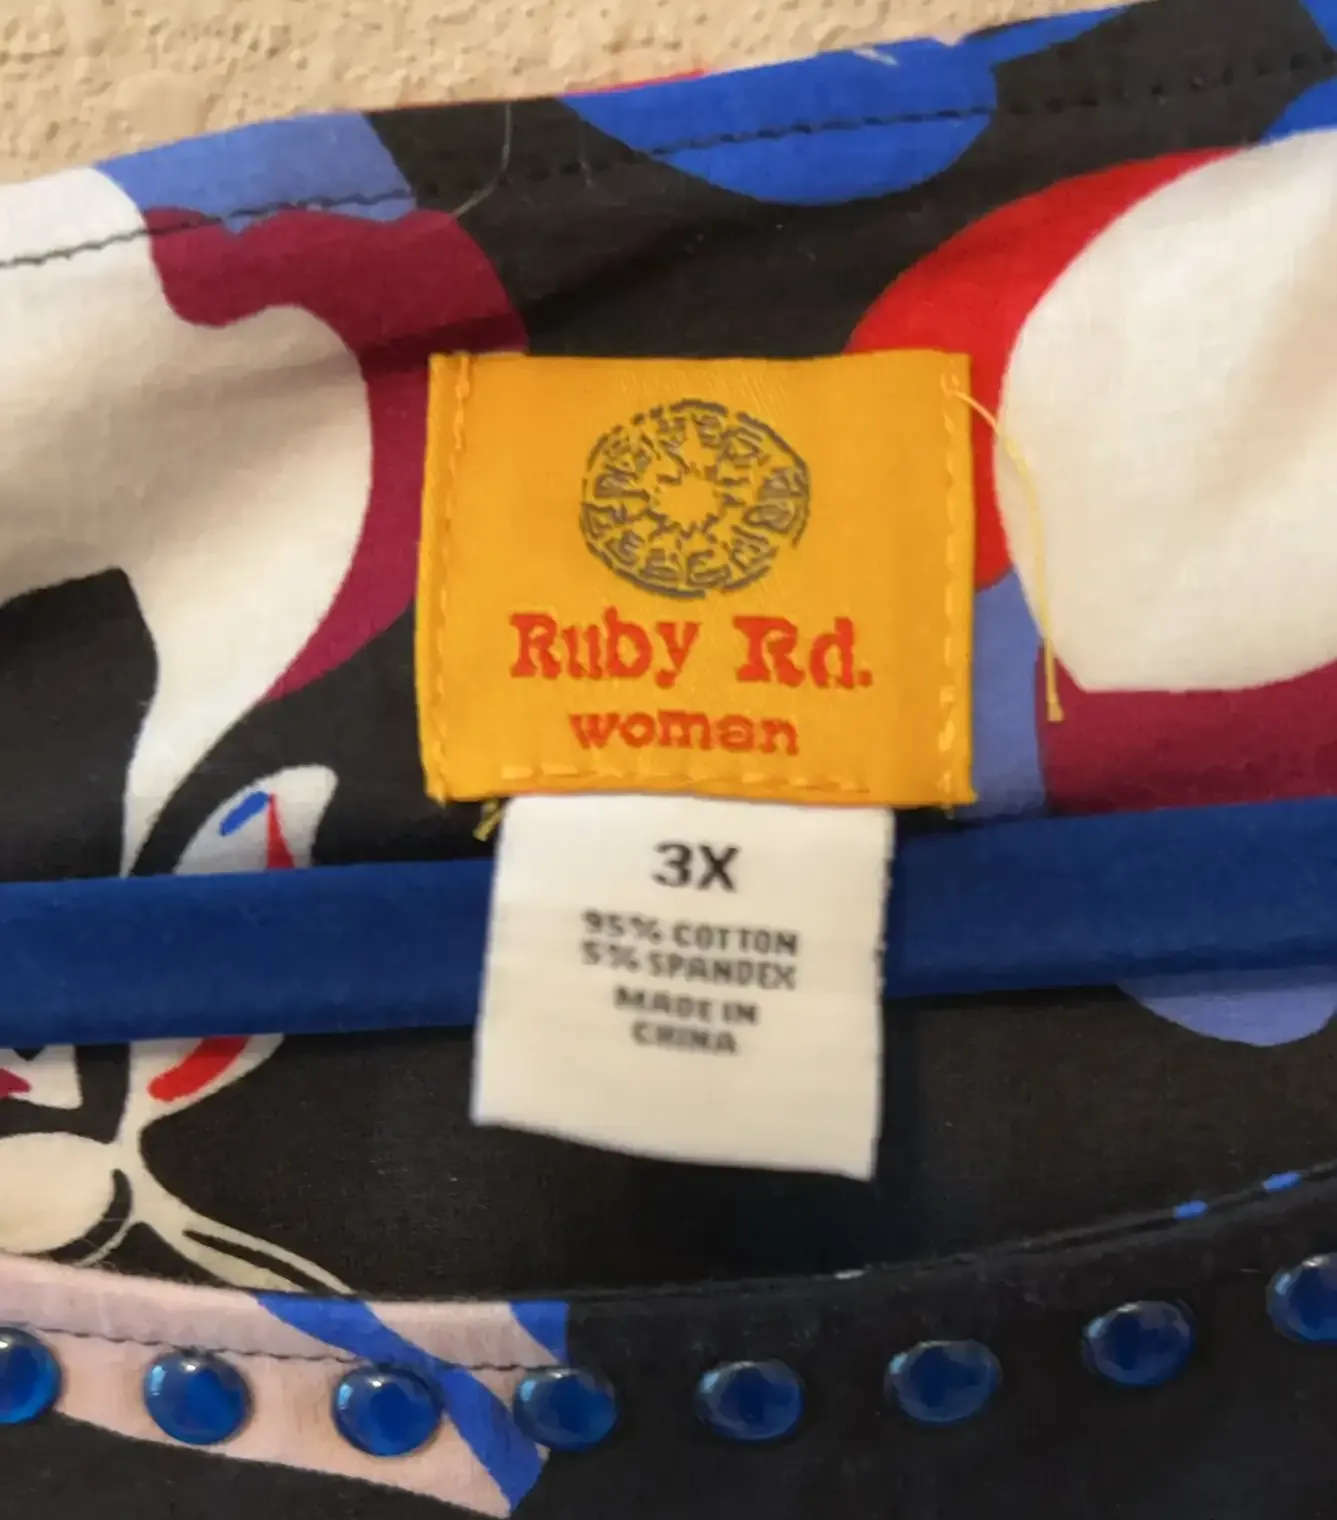 Ruby Rd.
woman
3X
95% COTTON
5% SPANDEX
MADE IN
CHINA